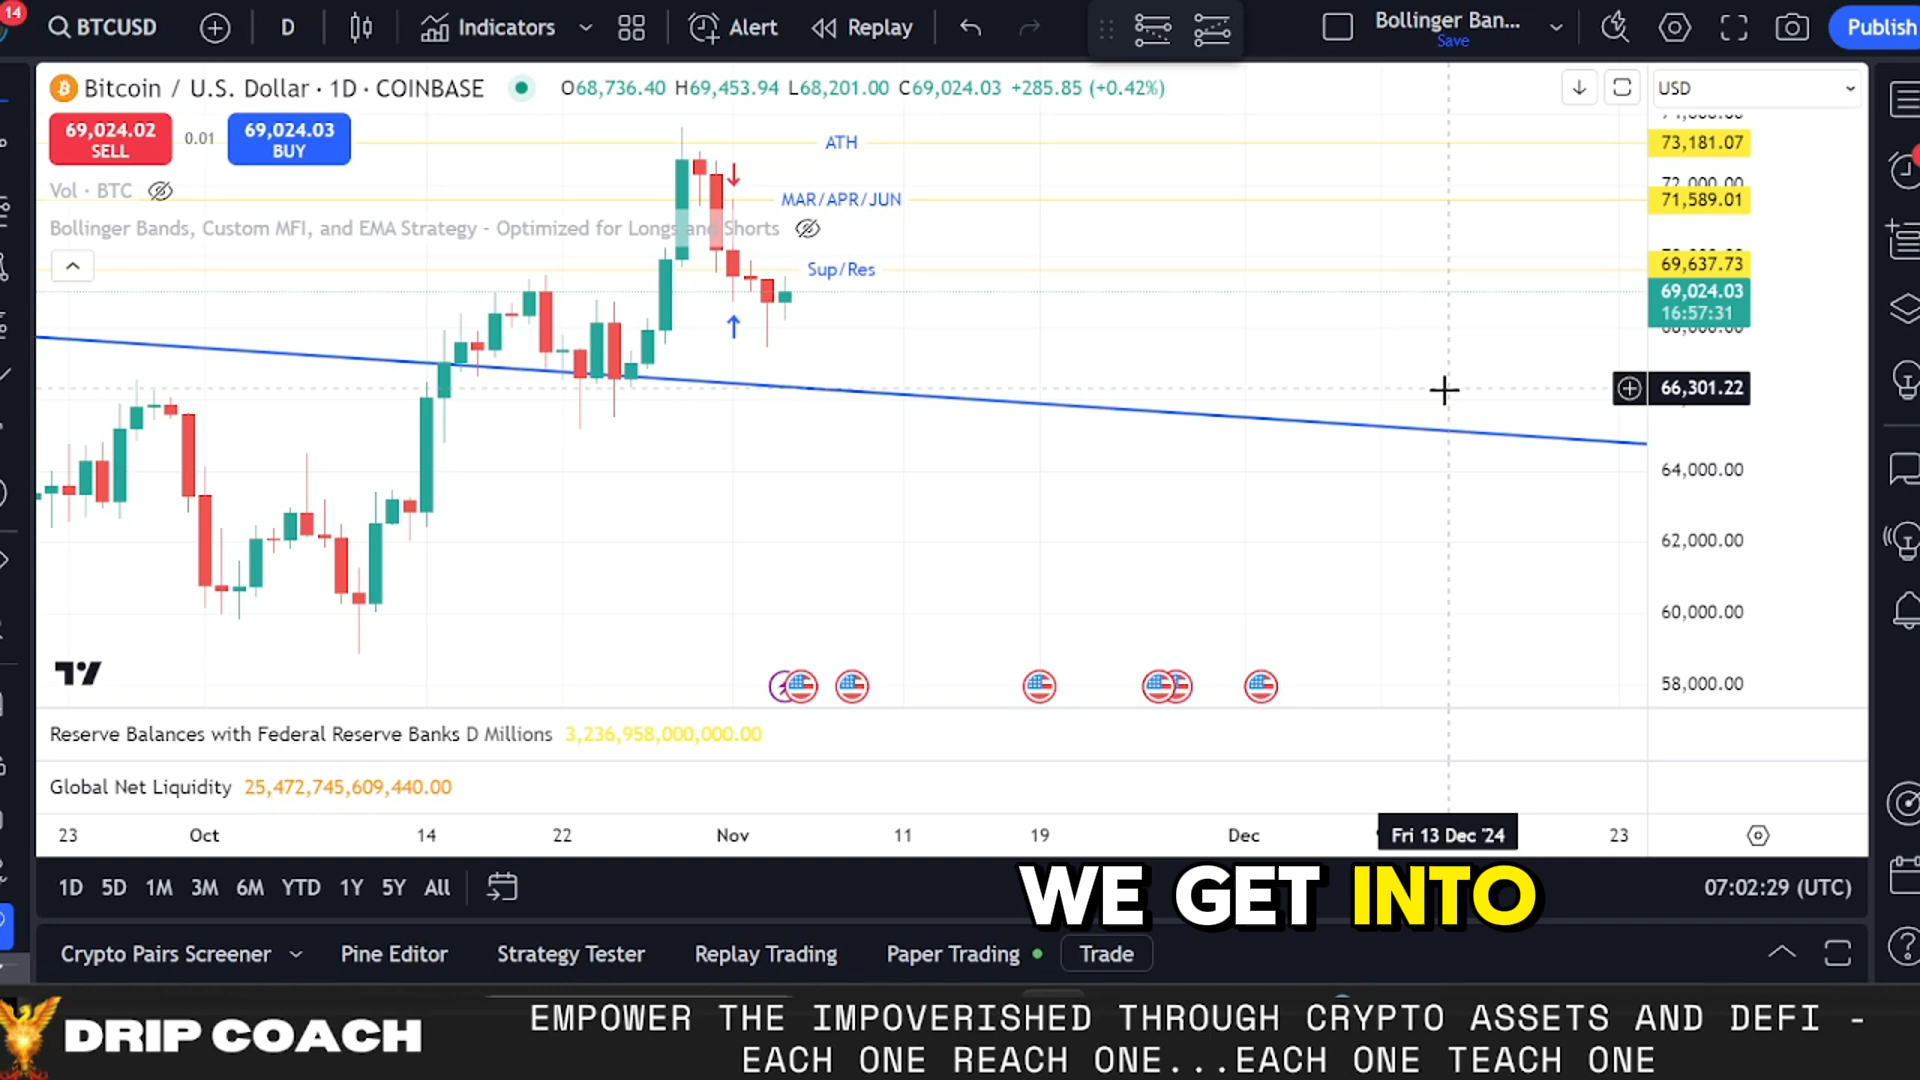 14
BTCUSD
D
Indicators
Alert
Replay
Bollinger Ban...
Save
Publish
Bitcoin / U.S. Dollar · 1D · COINBASE
O68,736.40 H69,453.94 L68,201.00 C69,024.03 +285.85 (+0.42%)
USD
69,024.02
SELL
0.01
69,024.03
BUY
Vol · BTC
Bollinger Bands, Custom MFI, and EMA Strategy - Optimized for Longs and Shorts
ATH
MAR/APR/JUN
Sup/Res
73,181.07
72,000.00
71,589.01
69,637.73
69,024.03
16:57:31
68,000.00
66,301.22
64,000.00
62,000.00
60,000.00
58,000.00
Reserve Balances with Federal Reserve Banks D Millions 3,236,958,000,000.00
Global Net Liquidity 25,472,745,609,440.00
23 Oct 14 22 Nov 11 19 Dec Fri 13 Dec '24 23
1D 5D 1M 3M 6M YTD 1Y 5Y All
07:02:29 (UTC)
WE GET INTO
Crypto Pairs Screener Pine Editor Strategy Tester Replay Trading Paper Trading Trade
DRIP COACH
EMPOWER THE IMPOVERISHED THROUGH CRYPTO ASSETS AND DEFI -
EACH ONE REACH ONE...EACH ONE TEACH ONE